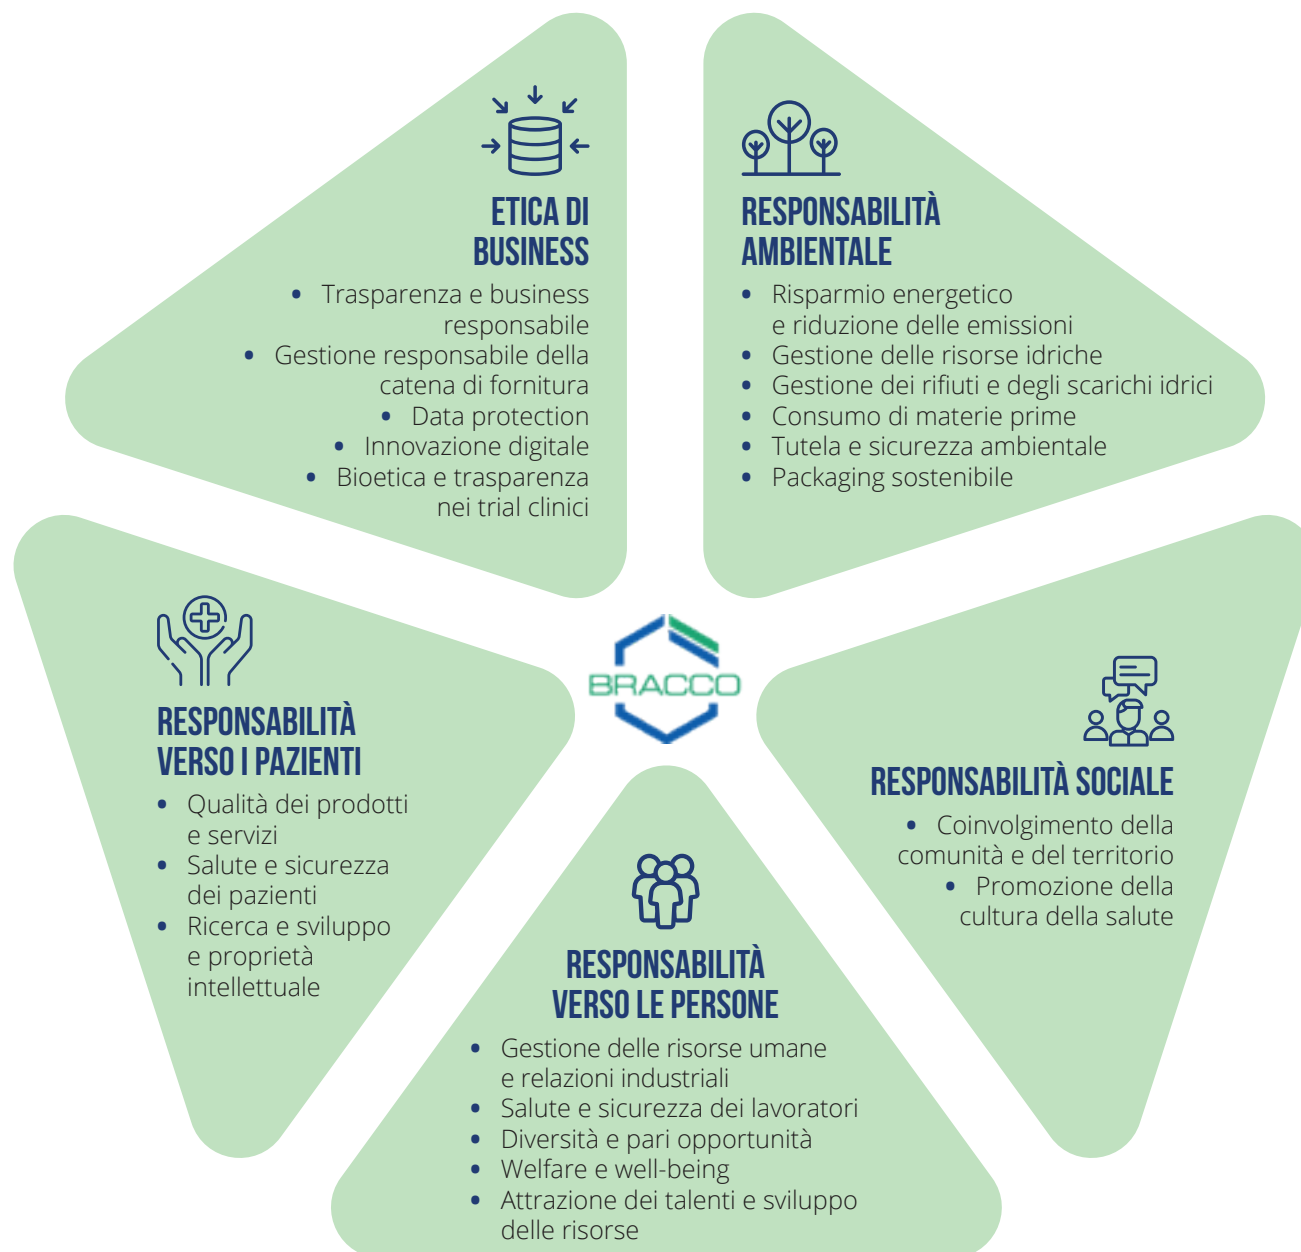 ETICA DI
BUSINESS
• Trasparenza e business
responsabile
• Gestione responsabile della
catena di fornitura
• Data protection
• Innovazione digitale
• Bioetica e trasparenza
nei trial clinici
RESPONSABILITÀ
AMBIENTALE
• Risparmio energetico
e riduzione delle emissioni
• Gestione delle risorse idriche
• Gestione dei rifiuti e degli scarichi idrici
• Consumo di materie prime
• Tutela e sicurezza ambientale
• Packaging sostenibile
RESPONSABILITÀ
VERSO I PAZIENTI
• Qualità dei prodotti
e servizi
• Salute e sicurezza
dei pazienti
• Ricerca e sviluppo
e proprietà
intellettuale
BRACCO
RESPONSABILITÀ SOCIALE
• Coinvolgimento della
comunità e del territorio
• Promozione della
cultura della salute
RESPONSABILITÀ
VERSO LE PERSONE
• Gestione delle risorse umane
e relazioni industriali
• Salute e sicurezza dei lavoratori
• Diversità e pari opportunità
• Welfare e well-being
• Attrazione dei talenti e sviluppo
delle risorse